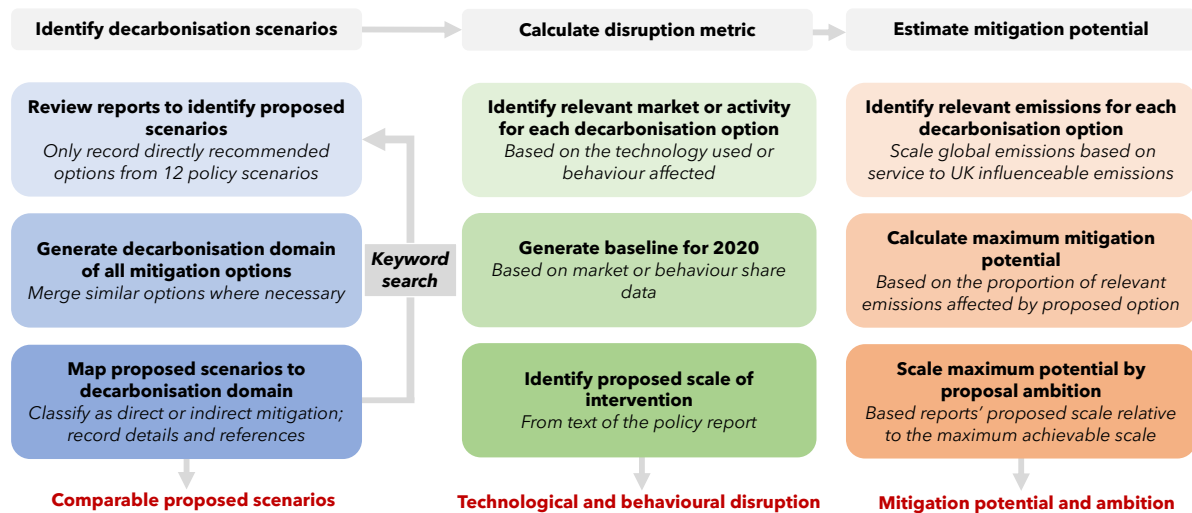 Identify decarbonisation scenarios
Calculate disruption metric
Estimate mitigation potential
Review reports to identify proposed
scenarios
Only record directly recommended
options from 12 policy scenarios
Generate decarbonisation domain
of all mitigation options
Merge similar options where necessary
Map proposed scenarios to
decarbonisation domain
Classify as direct or indirect mitigation;
record details and references
Comparable proposed scenarios
Keyword
search
Identify relevant market or activity
for each decarbonisation option
Based on the technology used or
behaviour affected
Generate baseline for 2020
Based on market or behaviour share
data
Identify proposed scale of
intervention
From text of the policy report
Technological and behavioural disruption
Identify relevant emissions for each
decarbonisation option
Scale global emissions based on
service to UK influenceable emissions
Calculate maximum mitigation
potential
Based on the proportion of relevant
emissions affected by proposed option
Scale maximum potential by
proposal ambition
Based reports' proposed scale relative
to the maximum achievable scale
Mitigation potential and ambition